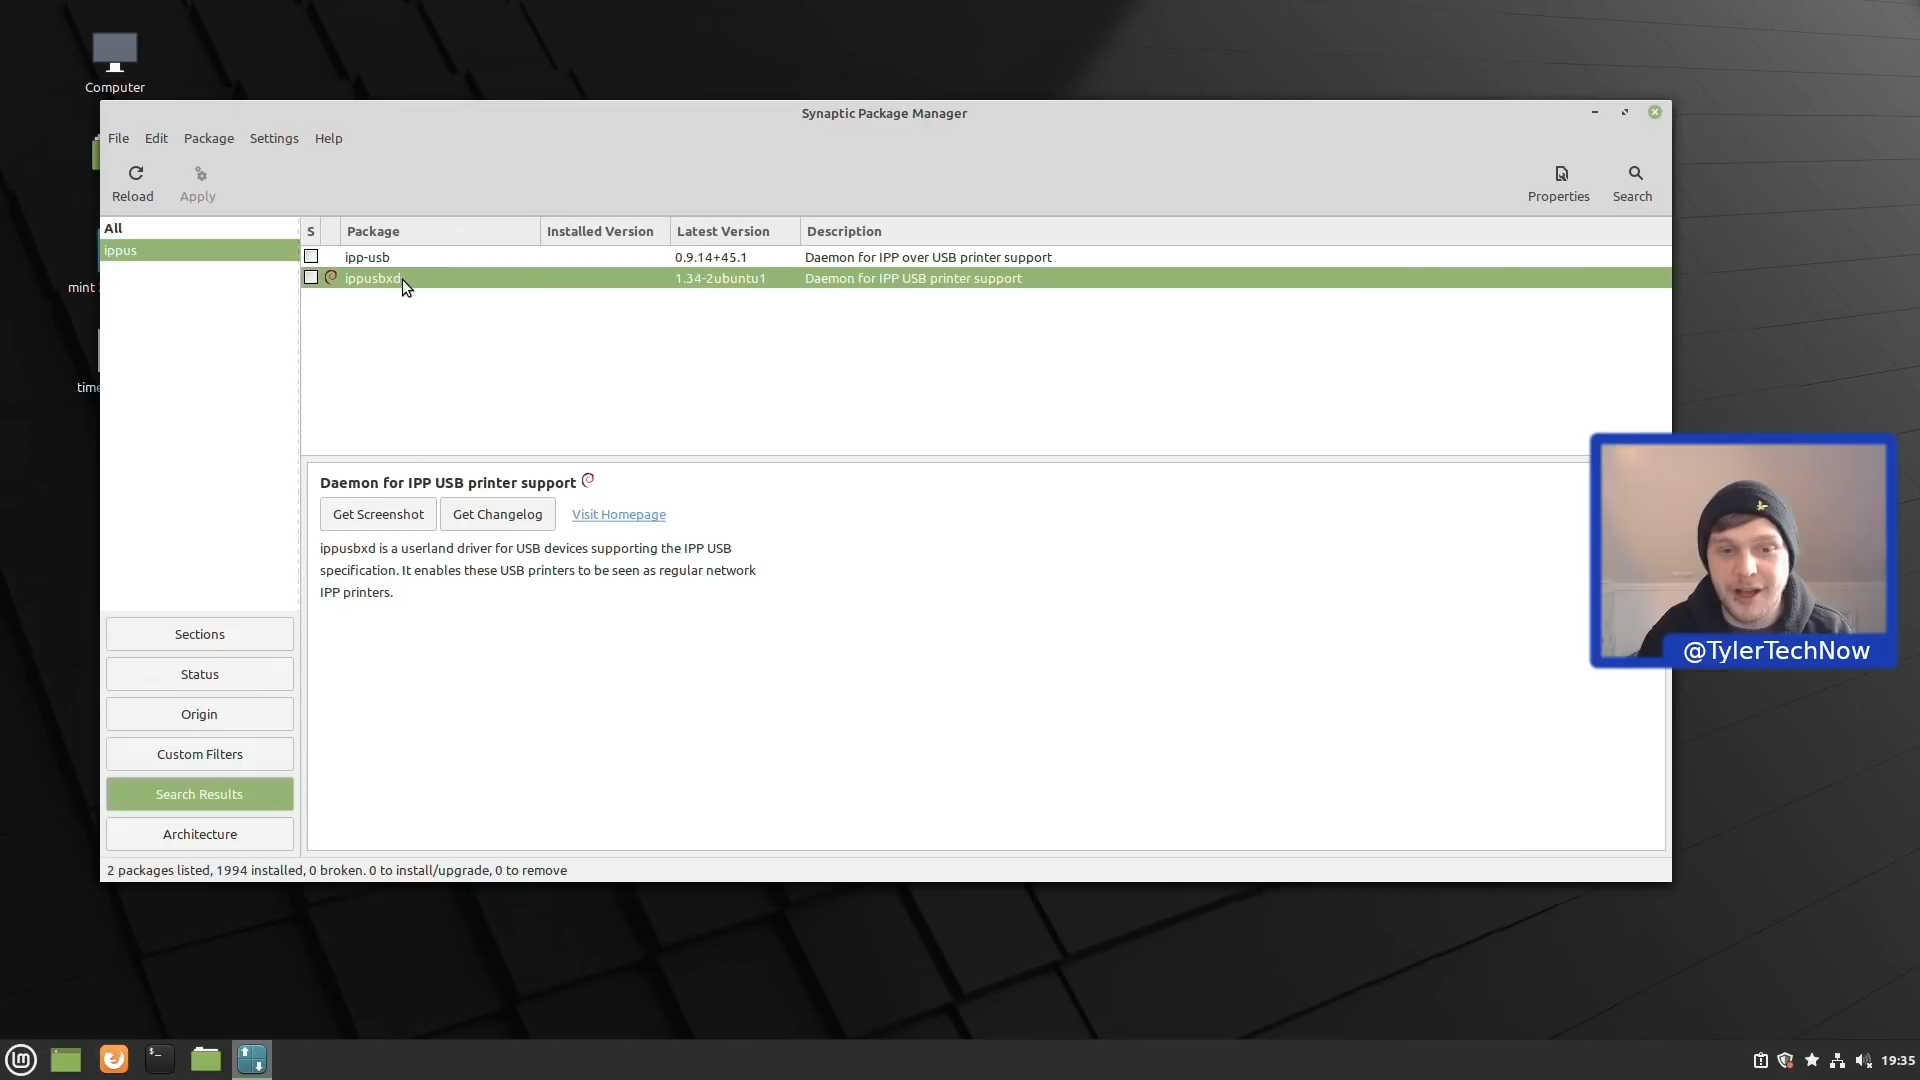 Computer
Synaptic Package Manager
File Edit Package Settings Help
Reload Apply Properties Search
All
ippus
S Package Installed Version Latest Version Description
ipp-usb 0.9.14+45.1 Daemon for IPP over USB printer support
ippusbxd 1.34-2ubuntu1 Daemon for IPP USB printer support
mint
time
Daemon for IPP USB printer support
Get Screenshot Get Changelog Visit Homepage
ippusbxd is a userland driver for USB devices supporting the IPP USB
specification. It enables these USB printers to be seen as regular network
IPP printers.
Sections
Status
Origin
Custom Filters
Search Results
Architecture
@TylerTechNow
2 packages listed, 1994 installed, 0 broken. 0 to install/upgrade, 0 to remove
19:35